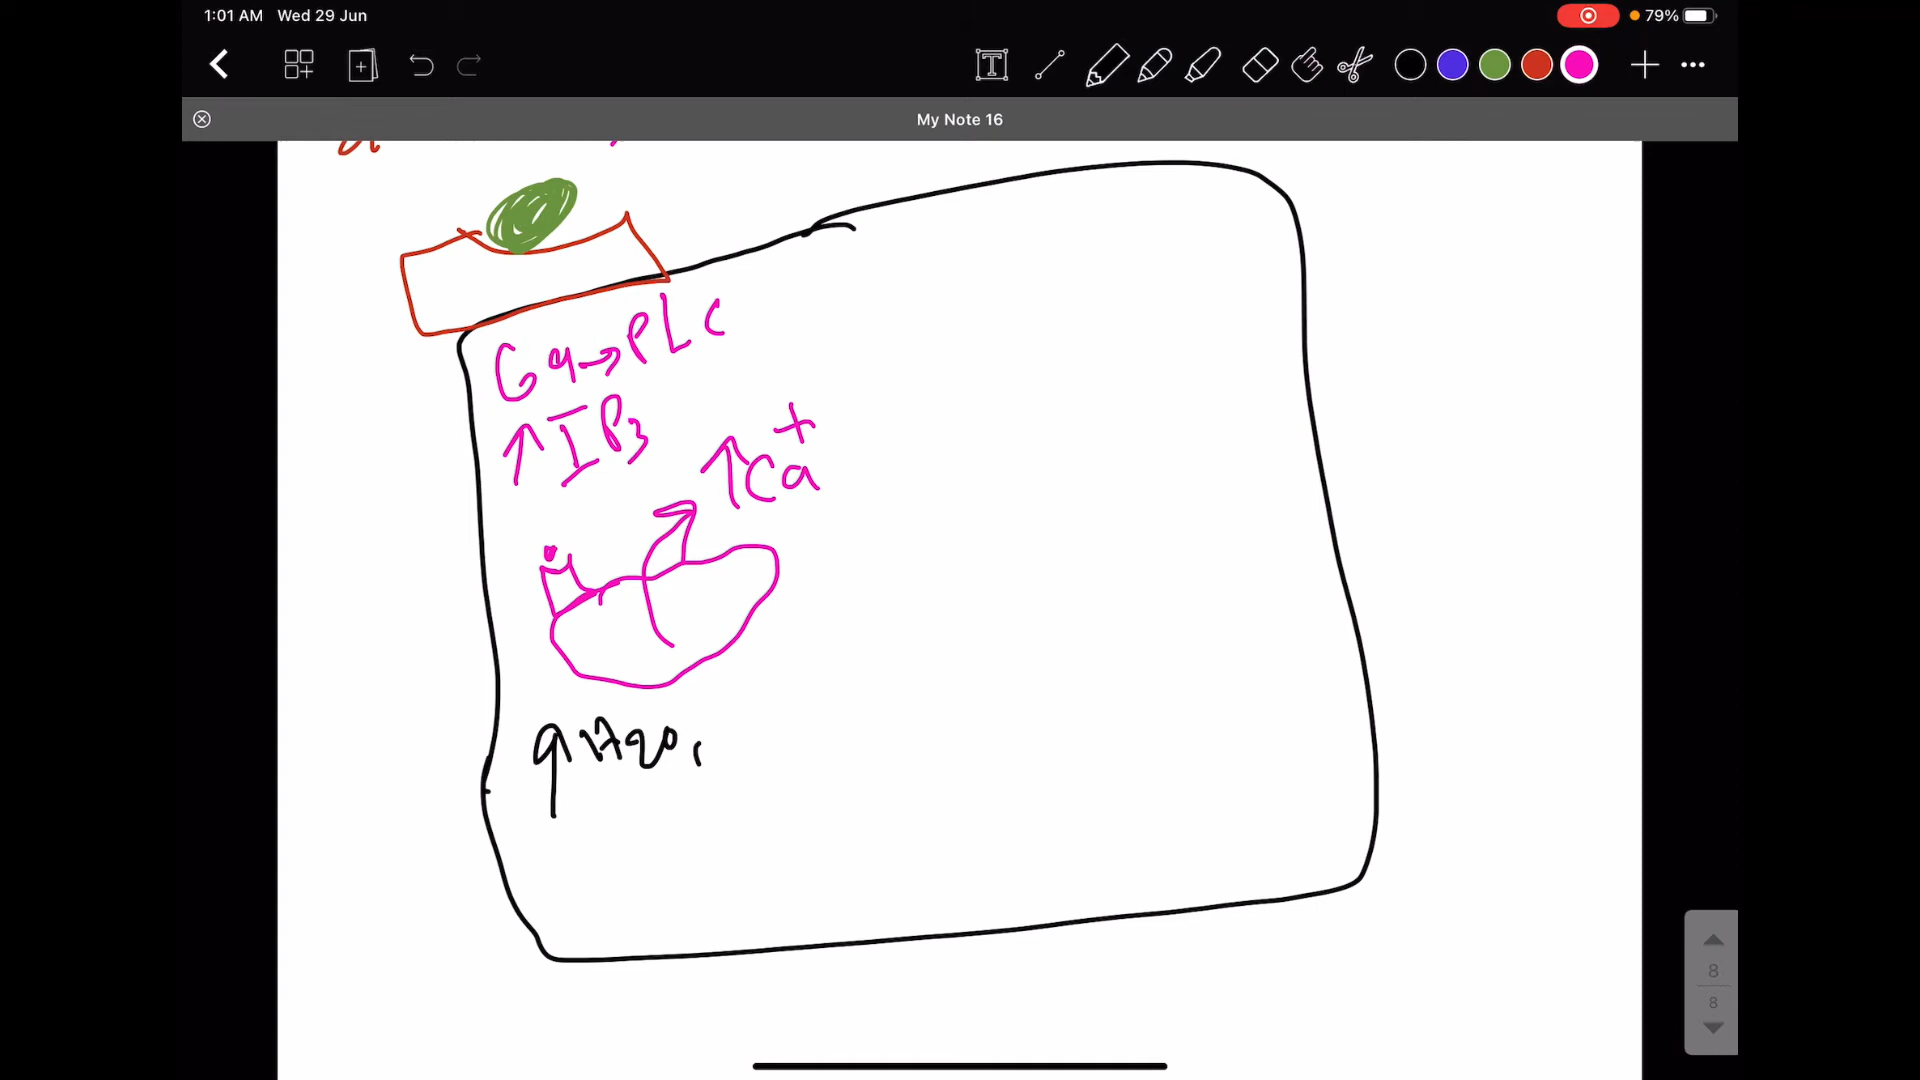 1:01 AM Wed 29 Jun
79%
T
My Note 16
Gq→PLC
↑IP3
↑Ca+
8
8